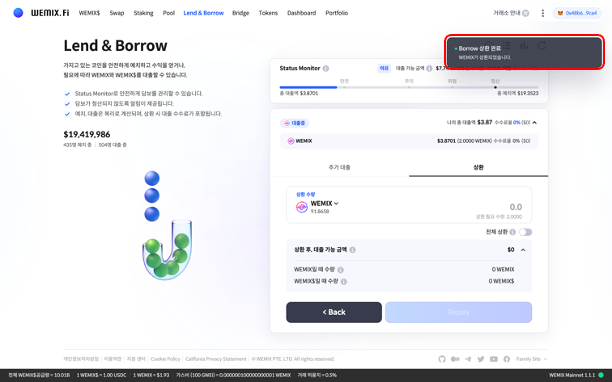 WEMIX.Fi WEMIX$ Swap Staking Pool Lend & Borrow Bridge Tokens Dashboard Portfolio 거래소 안내 0x48b6...9ca4
Lend & Borrow
가지고 있는 코인을 안전하게 예치하고 수익을 얻거나,
필요에 따라 WEMIX와 WEMIX$를 대출할 수 있습니다.
Status Monitor로 안전하게 담보를 관리할 수 있습니다.
담보가 청산되지 않도록 알림이 제공됩니다.
예치, 대출은 복리로 계산되며, 상환 시 대출 수수료가 포함됩니다.
$19,419,986
435명 예치 중 504명 대출 중
Borrow 상환 완료
WEMIX가 상환되었습니다.
Status Monitor 여유 대출 가능 금액
안전 주의 위험 청산
총 대출액 $3.8701 총 예치액 $19.3523
대출중 나의 총 대출액 $3.87 수수료율 0% ($0)
WEMIX $3.8701 (2.0000 WEMIX) 수수료율 0% ($0)
추가 대출 상환
상환 수량
WEMIX 0.0
91.8658 상환 필요 수량 2.0000
전체 상환
상환 후, 대출 가능 금액 $0
WEMIX일 때 수량 0 WEMIX
WEMIX$일 때 수량 0 WEMIX$
< Back Repay
개인정보처리방침 이용약관 지원 센터 Cookie Policy California Privacy Statement © WEMIX PTE. LTD. All rights reserved. Family Site
전체 WEMIX$공급량 = 10.01B 1 WEMIX$ = 1.00 USDC 1 WEMIX = $1.93 가스비 (100 GWEI) = 0.0000001000000000001 WEMIX 거래 허용치 = 0.5% WEMIX Mainnet 1.1.1